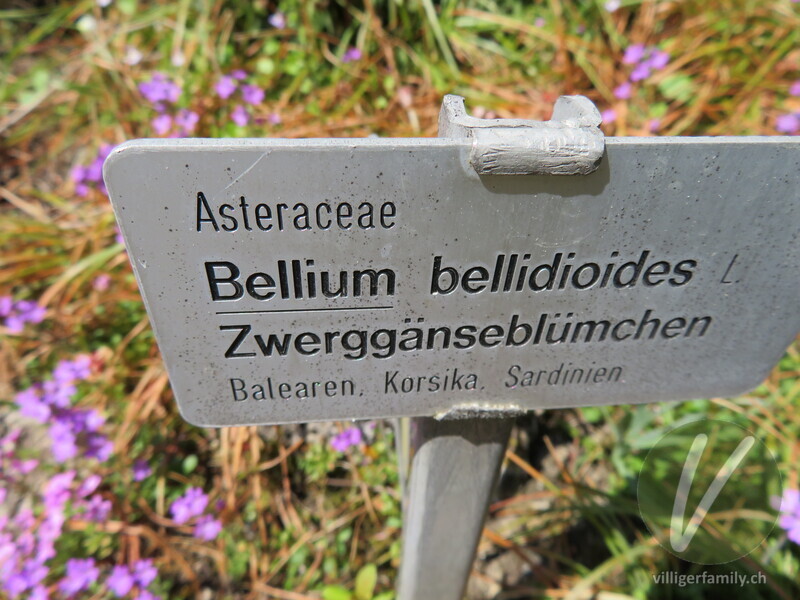 Asteraceae
Bellium bellidioides L.
Zwerggänseblümchen
Balearen, Korsika, Sardinien
V
villigerfamily.ch